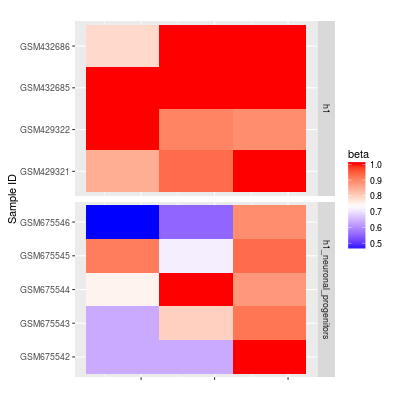 GSM432686
GSM432685
GSM429322
GSM429321
h1
Sample ID
GSM675546
GSM675545
GSM675544
GSM675543
GSM675542
h1_neuronal_progenitors
beta
1.0
0.9
0.8
0.7
0.6
0.5